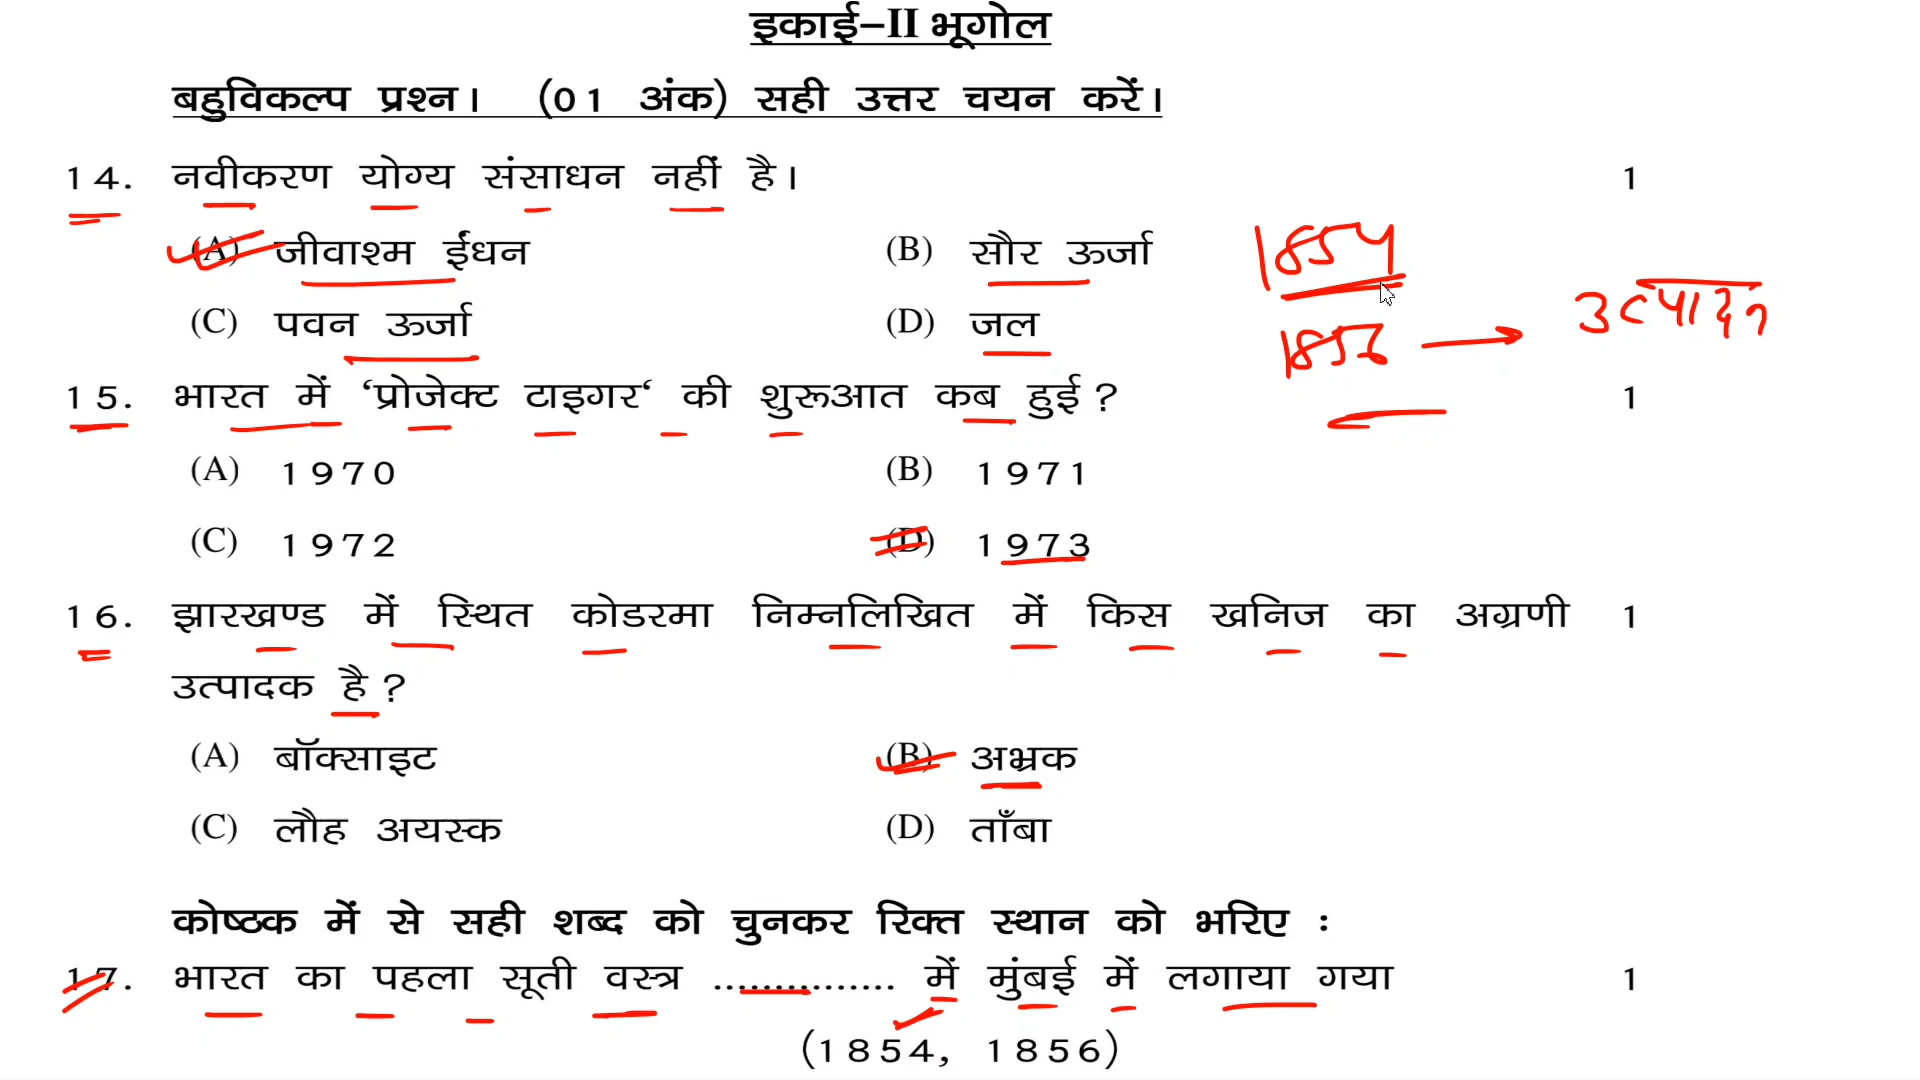 इकाई–II भूगोल
बहुविकल्प प्रश्न। (01 अंक) सही उत्तर चयन करें।
14. नवीकरण योग्य संसाधन नहीं है। 1
(A) जीवाश्म ईंधन (B) सौर ऊर्जा
1854
(C) पवन ऊर्जा (D) जल
1856 → उत्पादन
15. भारत में ‘प्रोजेक्ट टाइगर‘ की शुरूआत कब हुई? 1
(A) 1970 (B) 1971
(C) 1972 (D) 1973
16. झारखण्ड में स्थित कोडरमा निम्नलिखित में किस खनिज का अग्रणी 1
उत्पादक है?
(A) बॉक्साइट (B) अभ्रक
(C) लौह अयस्क (D) ताँबा
कोष्ठक में से सही शब्द को चुनकर रिक्त स्थान को भरिए :
17. भारत का पहला सूती वस्त्र ............... में मुंबई में लगाया गया 1
(1854, 1856)